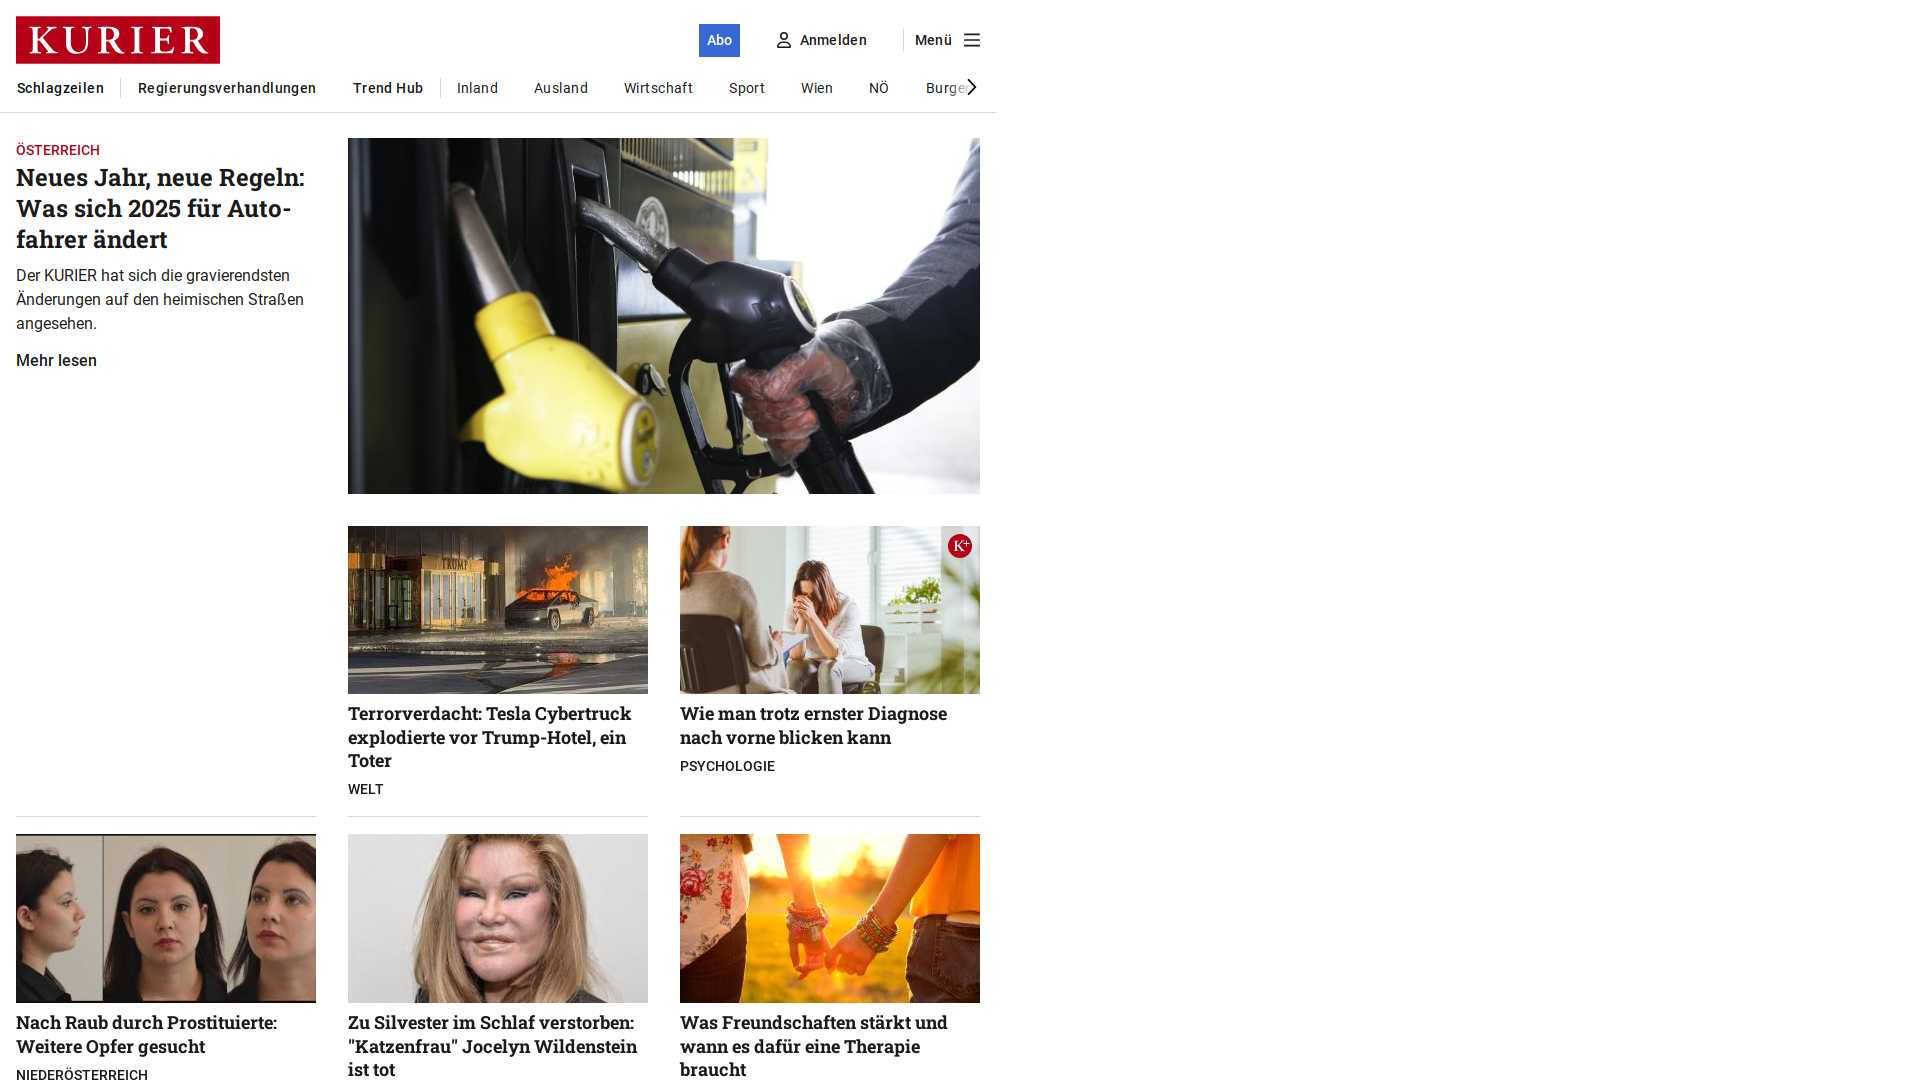 KURIER
Abo
Anmelden
Menü
Schlagzeilen
Regierungsverhandlungen
Trend Hub
Inland
Ausland
Wirtschaft
Sport
Wien
NÖ
ÖSTERREICH
Neues Jahr, neue Regeln:
Was sich 2025 für Auto-
fahrer ändert
Der KURIER hat sich die gravierendsten
Änderungen auf den heimischen Straßen
angesehen.
Mehr lesen
TRUMP
K+
Terrorverdacht: Tesla Cybertruck
explodierte vor Trump-Hotel, ein
Toter
WELT
Wie man trotz ernster Diagnose
nach vorne blicken kann
PSYCHOLOGIE
Nach Raub durch Prostituierte:
Weitere Opfer gesucht
NIEDERÖSTERREICH
Zu Silvester im Schlaf verstorben:
"Katzenfrau" Jocelyn Wildenstein
ist tot
Was Freundschaften stärkt und
wann es dafür eine Therapie
braucht